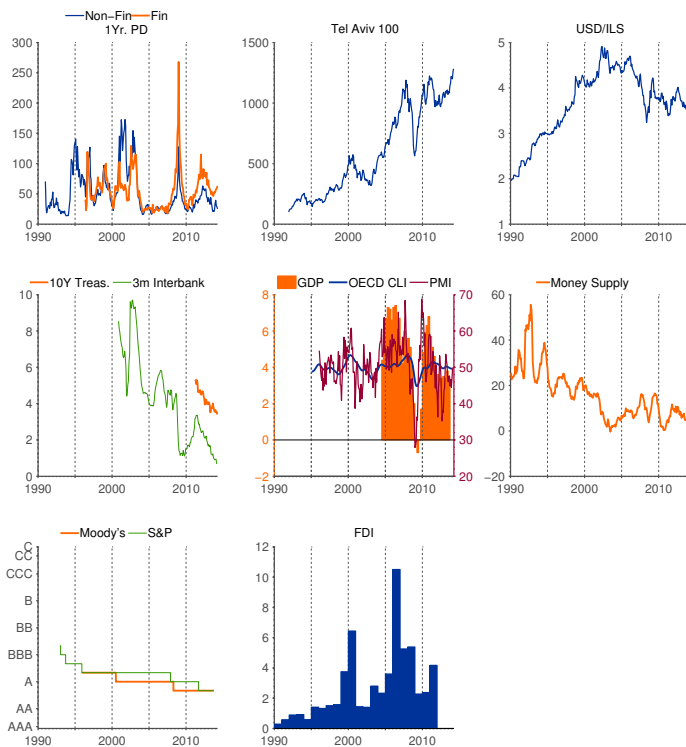 Non-Fin Fin
1Yr. PD
300
250
200
150
100
50
0
1990 2000 2010
Tel Aviv 100
1500
1000
500
0
1990 2000 2010
USD/ILS
5
4
3
2
1
1990 2000 2010
10Y Treas. 3m Interbank
10
8
6
4
2
0
1990 2000 2010
GDP OECD CLI PMI
8 70
6 60
4 50
2 40
0 30
−2 20
1990 2000 2010
Money Supply
60
40
20
0
−20
1990 2000 2010
Moody's S&P
C
CC
CCC
B
BB
BBB
A
AA
AAA
1990 2000 2010
FDI
12
10
8
6
4
2
0
1990 2000 2010